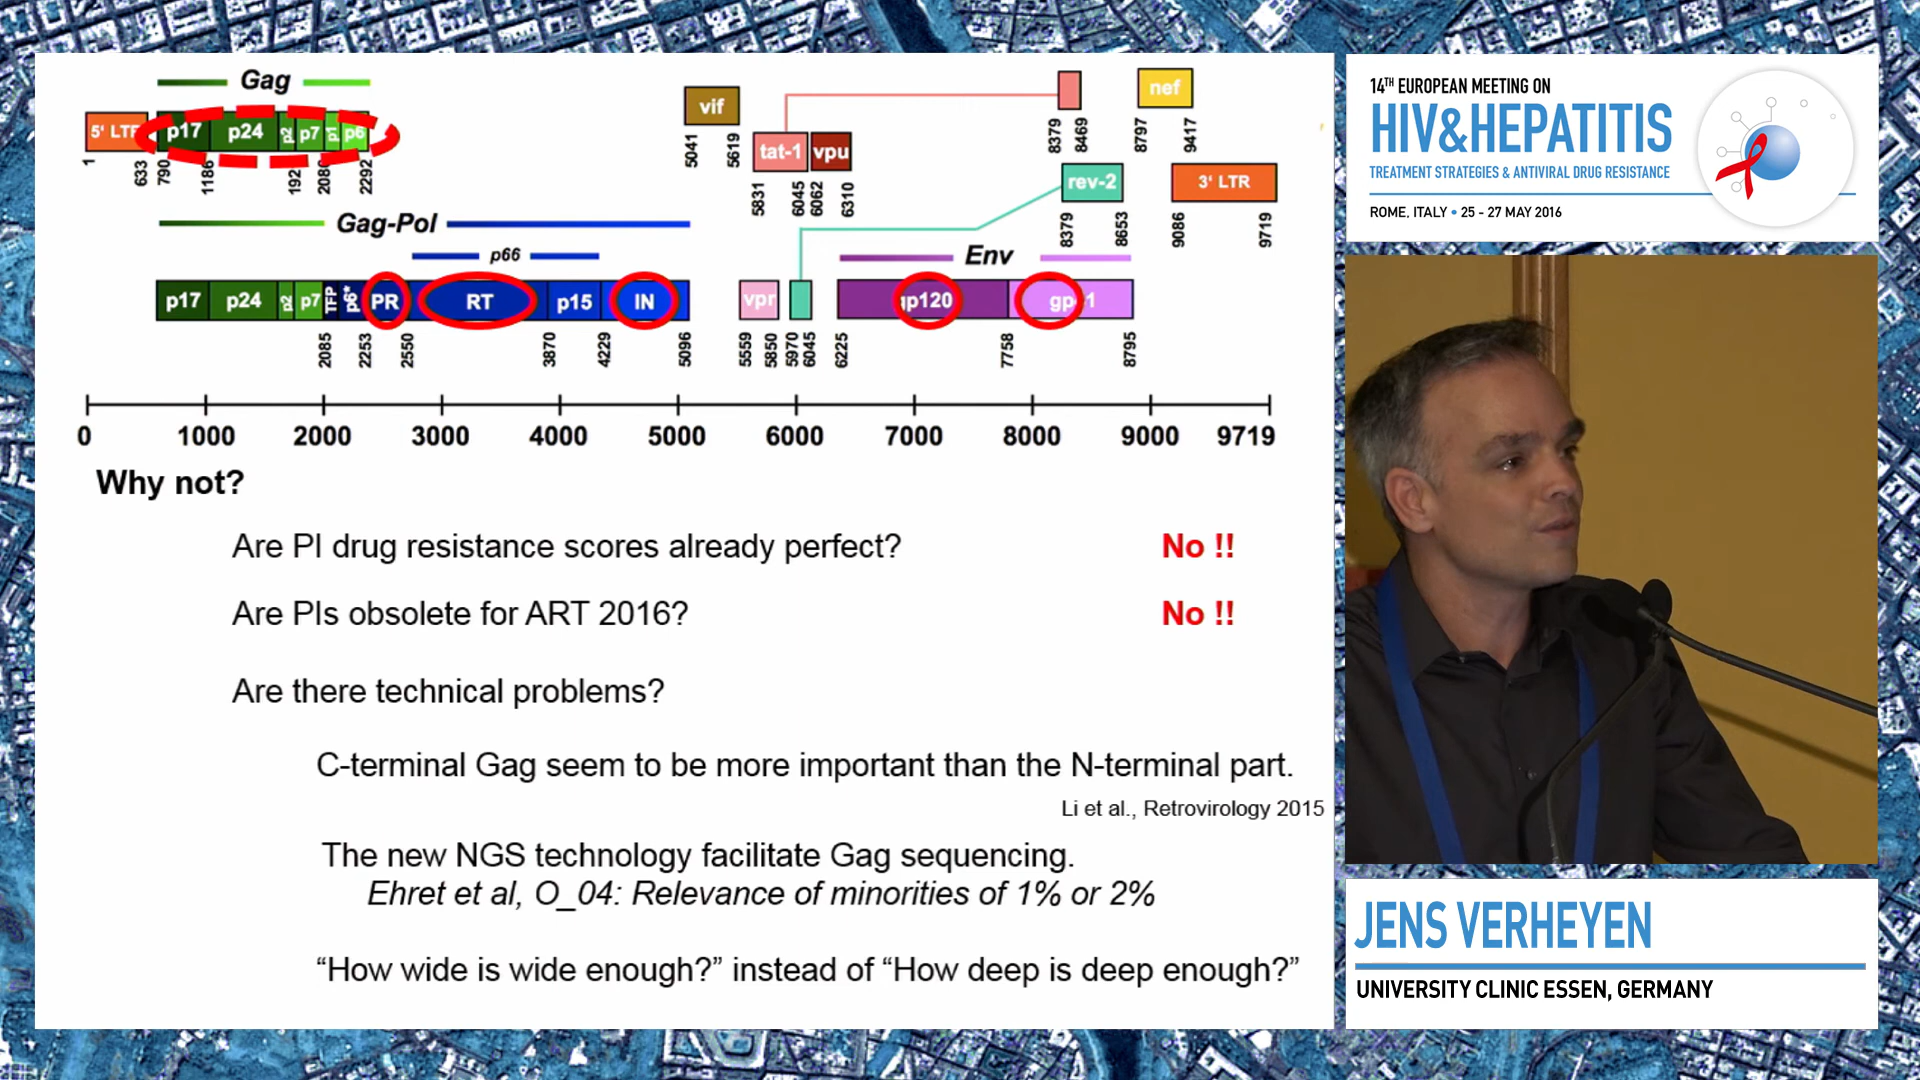 Gag
5' LTR
p17
p24
p2
p7
p1
p6
1
633
790
1186
192
2086
2292
vif
5041
5619
tat-1
vpu
5831
6045
6062
6310
8379
8469
nef
8797
9417
rev-2
8379
8653
3' LTR
9086
9719
Gag-Pol
p66
p17
p24
p2
p7
TFP
p6*
PR
RT
p15
IN
2085
2253
2550
3870
4229
5096
vpr
5559
5850
5970
6045
Env
gp120
gp41
6225
7758
8795
0 1000 2000 3000 4000 5000 6000 7000 8000 9000 9719
Why not?
Are PI drug resistance scores already perfect? No !!
Are PIs obsolete for ART 2016? No !!
Are there technical problems?
C-terminal Gag seem to be more important than the N-terminal part.
Li et al., Retrovirology 2015
The new NGS technology facilitate Gag sequencing.
Ehret et al, O_04: Relevance of minorities of 1% or 2%
“How wide is wide enough?” instead of “How deep is deep enough?”
14TH EUROPEAN MEETING ON
HIV&HEPATITIS
TREATMENT STRATEGIES & ANTIVIRAL DRUG RESISTANCE
ROME, ITALY • 25 - 27 MAY 2016
JENS VERHEYEN
UNIVERSITY CLINIC ESSEN, GERMANY